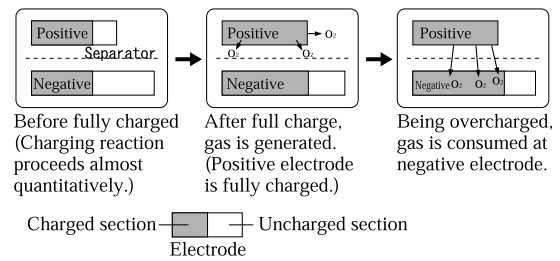 Positive
Separator
Negative
Positive
O₂
O₂
O₂
Negative
Positive
Negative O₂ O₂ O₂
Before fully charged
(Charging reaction
proceeds almost
quantitatively.)
After full charge,
gas is generated.
(Positive electrode
is fully charged.)
Being overcharged,
gas is consumed at
negative electrode.
Charged section
Uncharged section
Electrode